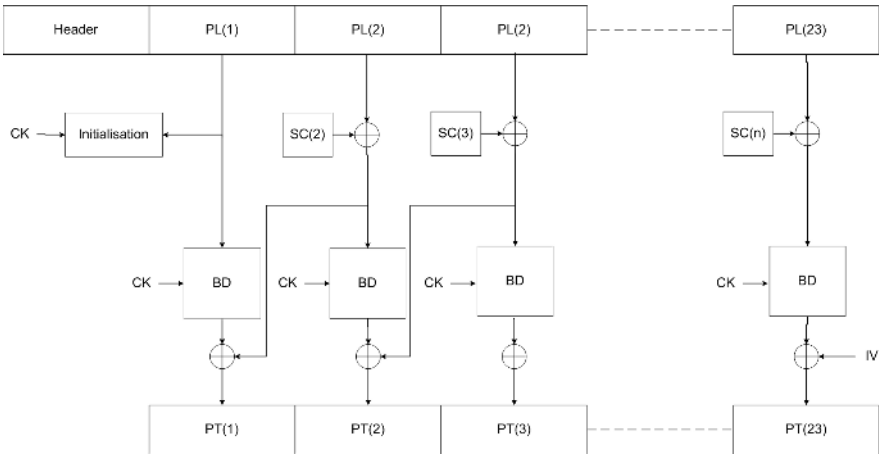 Header PL(1) PL(2) PL(2) PL(23)
CK Initialisation SC(2) SC(3) SC(n)
CK BD CK BD CK BD CK BD
IV
PT(1) PT(2) PT(3) PT(23)